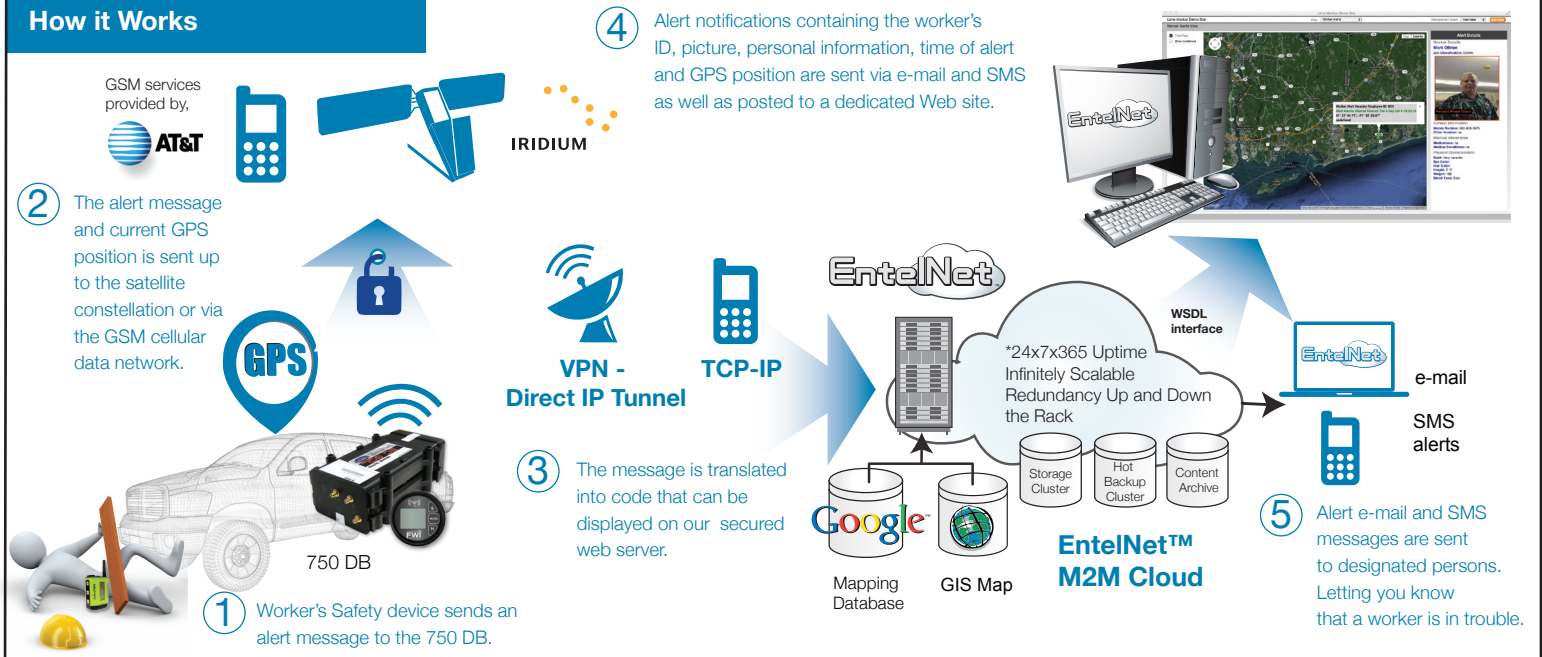 How it Works
GSM services
provided by,
AT&T
IRIDIUM
4
Alert notifications containing the worker's
ID, picture, personal information, time of alert
and GPS position are sent via e-mail and SMS
as well as posted to a dedicated Web site.
EntelNet
Alert Details
Worker Details
2
The alert message
and current GPS
position is sent up
to the satellite
constellation or via
the GSM cellular
data network.
GPS
VPN -
Direct IP Tunnel
TCP-IP
EntelNet
*24x7x365 Uptime
Infinitely Scalable
Redundancy Up and Down
the Rack
WSDL
interface
EntelNet
e-mail
SMS
alerts
3
The message is translated
into code that can be
displayed on our  secured
web server.
Storage
Cluster
Hot
Backup
Cluster
Content
Archive
Google™
Mapping
Database
GIS Map
EntelNet™
M2M Cloud
FWi
750 DB
1
Worker's Safety device sends an
alert message to the 750 DB.
5
Alert e-mail and SMS
messages are sent
to designated persons.
Letting you know
that a worker is in trouble.